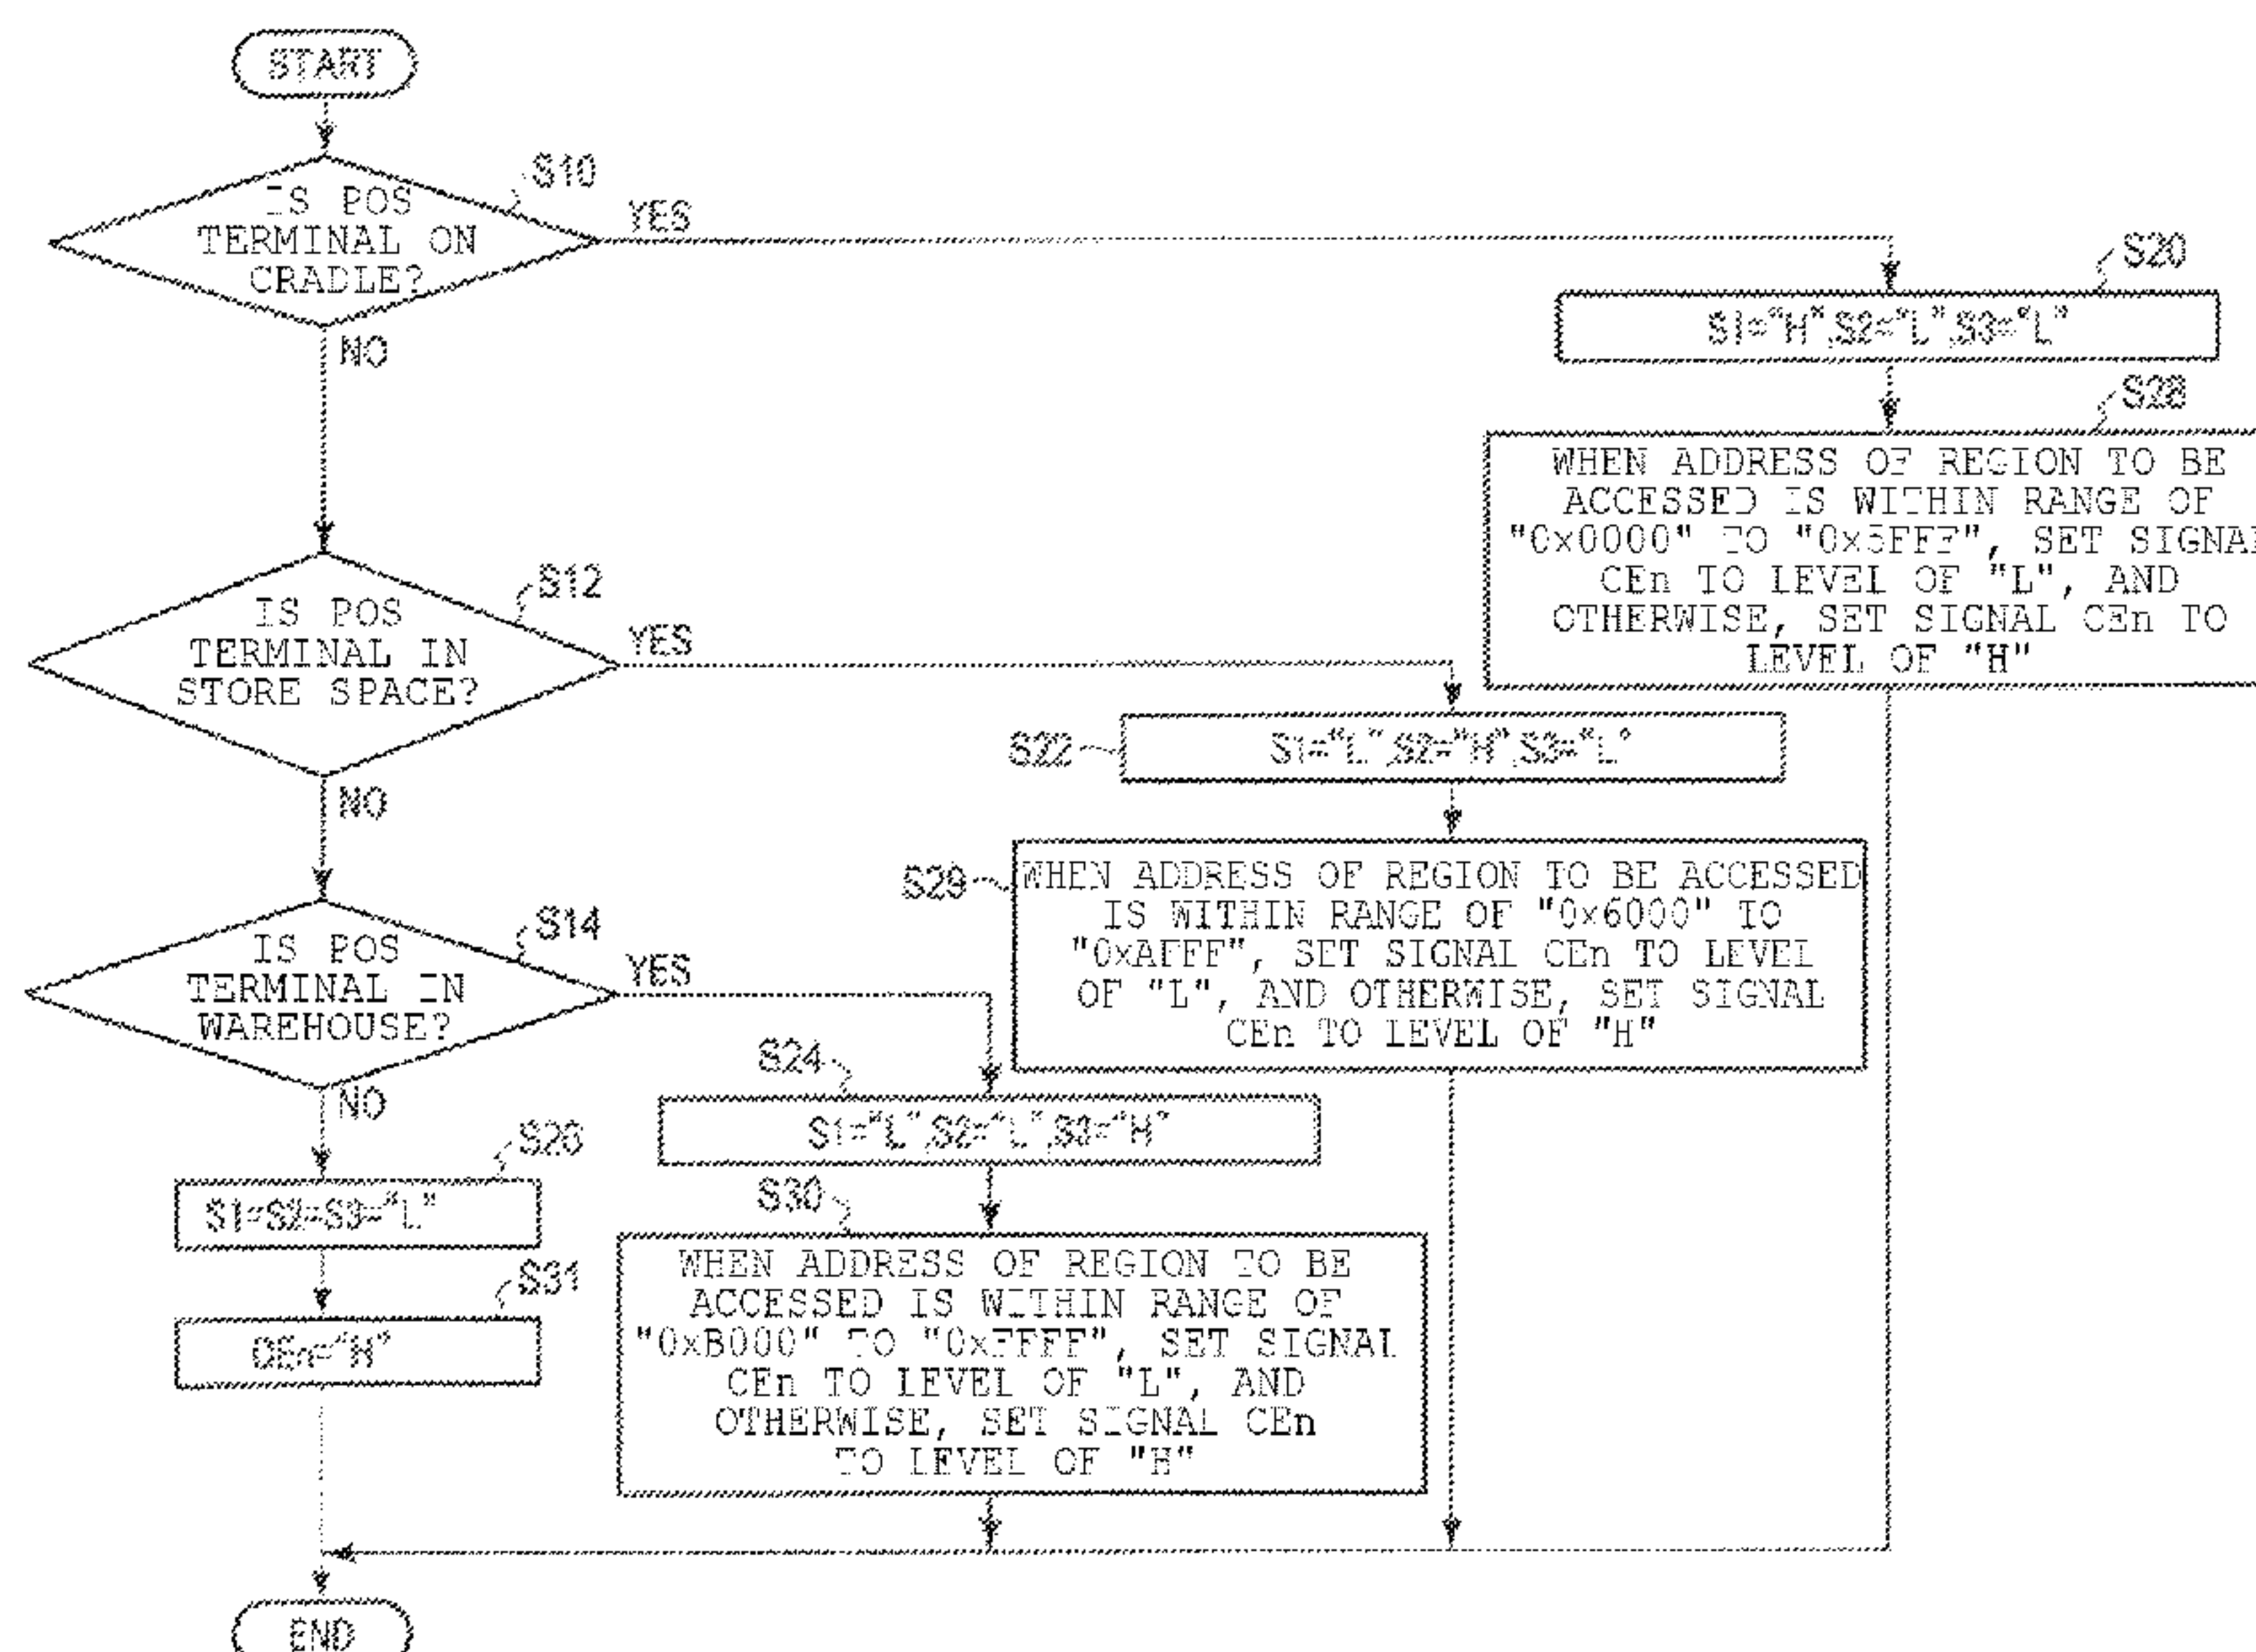 START
S10
IS POS
TERMINAL ON
CRADLE?
YES
NO
S20
S1="H",S2="L",S3="L"
S28
WHEN ADDRESS OF REGION TO BE
ACCESSED IS WITHIN RANGE OF
"0x0000" TO "0x5FFF", SET SIGNAL
CEn TO LEVEL OF "L", AND
OTHERWISE, SET SIGNAL CEn TO
LEVEL OF "H"
S12
IS POS
TERMINAL IN
STORE SPACE?
YES
NO
S22
S1="L",S2="H",S3="L"
S29
WHEN ADDRESS OF REGION TO BE ACCESSED
IS WITHIN RANGE OF "0x6000" TO
"0xAFFF", SET SIGNAL CEn TO LEVEL
OF "L", AND OTHERWISE, SET SIGNAL
CEn TO LEVEL OF "H"
S14
IS POS
TERMINAL IN
WAREHOUSE?
YES
NO
S24
S1="L",S2="L",S3="H"
S30
WHEN ADDRESS OF REGION TO BE
ACCESSED IS WITHIN RANGE OF
"0xB000" TO "0xFFFF", SET SIGNAL
CEn TO LEVEL OF "L", AND
OTHERWISE, SET SIGNAL CEn
TO LEVEL OF "H"
S26
S1=S2=S3="L"
S31
CEn="H"
END